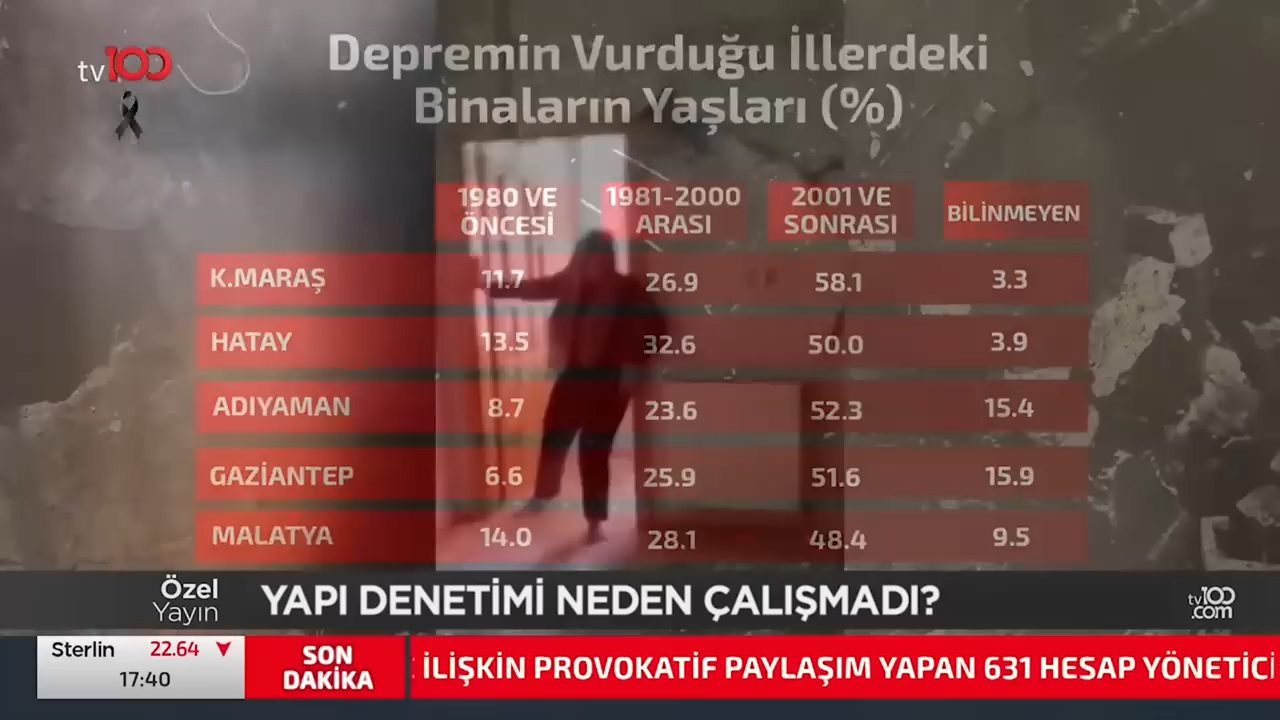 tv100
Depremin Vurduğu İllerdeki
Binaların Yaşları (%)
1980 VE
ÖNCESİ
1981-2000
ARASI
2001 VE
SONRASI
BİLİNMEYEN
K.MARAŞ 11.7 26.9 58.1 3.3
HATAY 13.5 32.6 50.0 3.9
ADIYAMAN 8.7 23.6 52.3 15.4
GAZİANTEP 6.6 25.9 51.6 15.9
MALATYA 14.0 28.1 48.4 9.5
Özel
Yayın
YAPI DENETİMİ NEDEN ÇALIŞMADI?
tv100
.com
Sterlin 22.64
17:40
SON
DAKİKA
İLİŞKİN PROVOKATİF PAYLAŞIM YAPAN 631 HESAP YÖNETİCİ